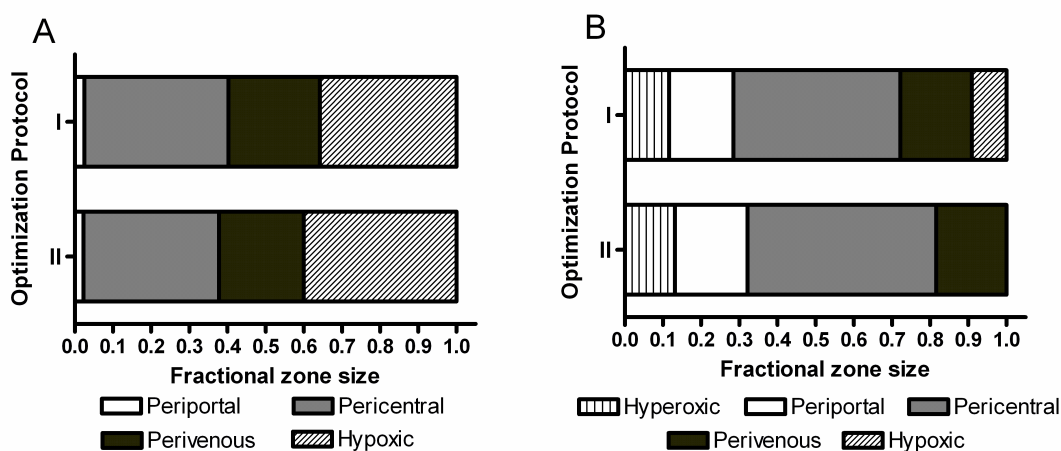 A
Optimization Protocol
I
II
0.0 0.1 0.2 0.3 0.4 0.5 0.6 0.7 0.8 0.9 1.0
Fractional zone size
Periportal Pericentral
Perivenous Hypoxic
B
Optimization Protocol
I
II
0.0 0.1 0.2 0.3 0.4 0.5 0.6 0.7 0.8 0.9 1.0
Fractional zone size
Hyperoxic Periportal Pericentral
Perivenous Hypoxic